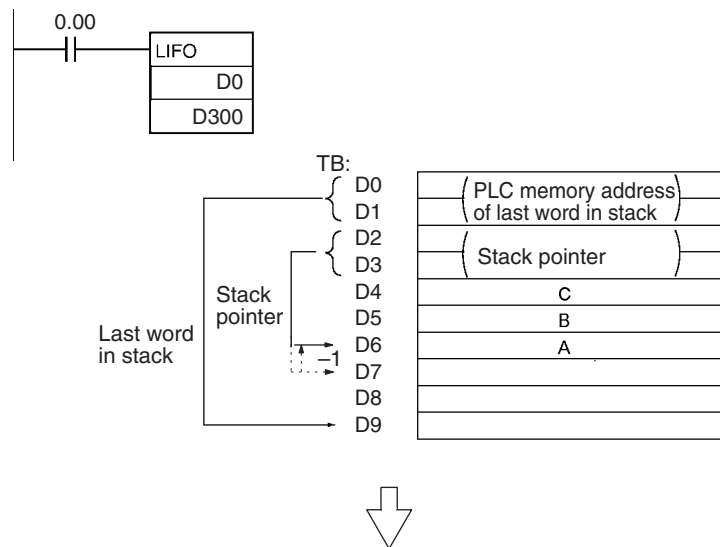 0.00
LIFO
D0
D300
TB:
D0
D1
D2
D3
D4
D5
D6
D7
D8
D9
PLC memory address
of last word in stack
Stack pointer
C
B
A
Stack
pointer
Last word
in stack
–1